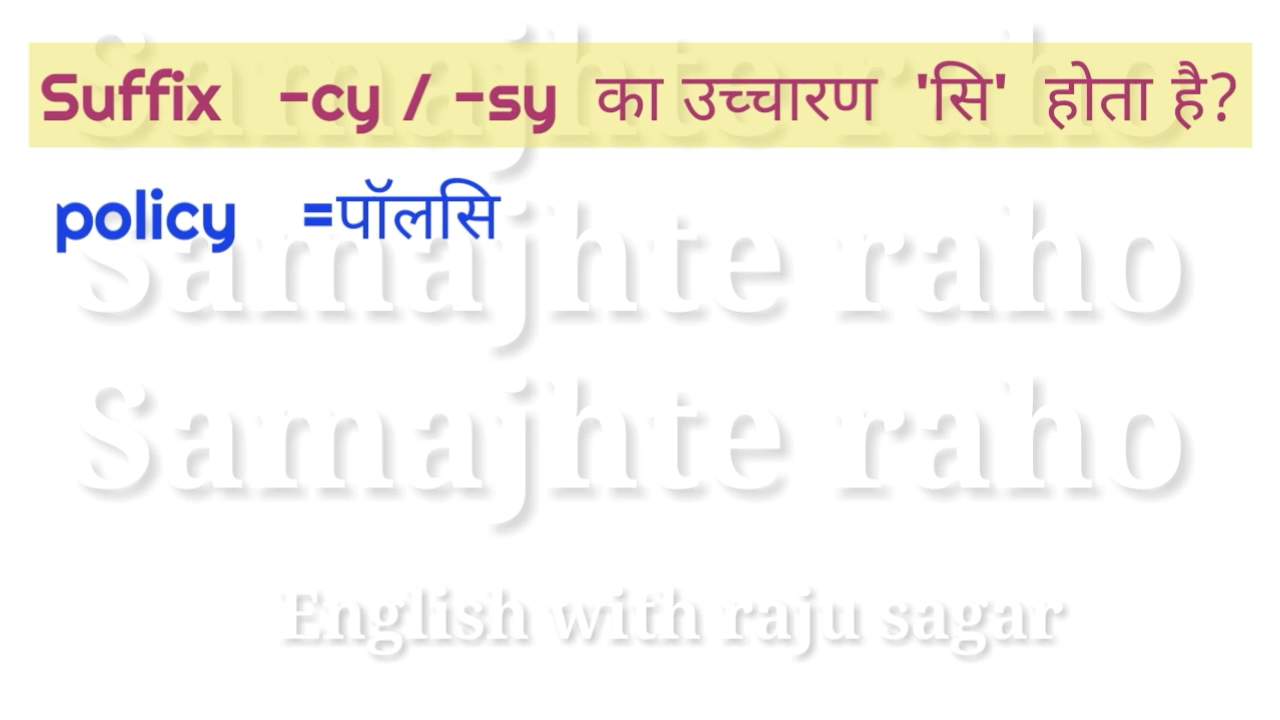 Samajhte raho
Suffix -cy / -sy का उच्चारण 'सि' होता है?
policy =पॉलसि
Samajhte raho
Samajhte raho
English with raju sagar